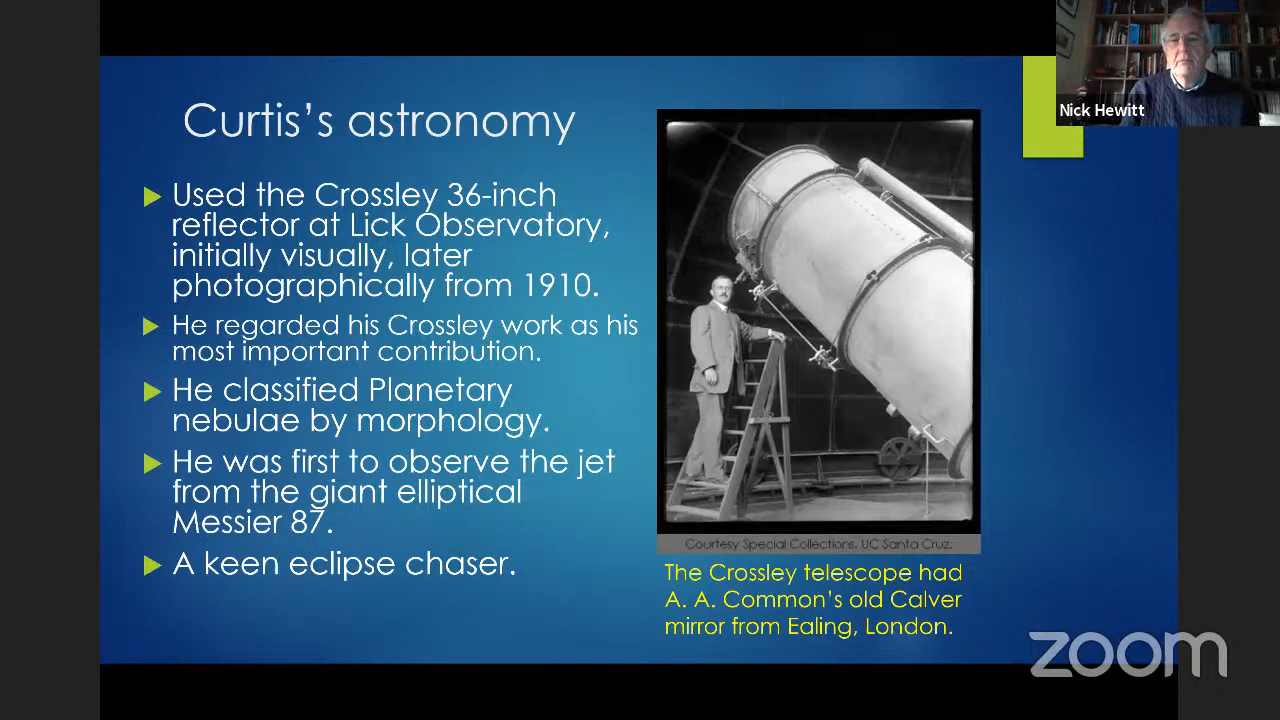 Curtis's astronomy
Used the Crossley 36-inch
reflector at Lick Observatory,
initially visually, later
photographically from 1910.
He regarded his Crossley work as his
most important contribution.
He classified Planetary
nebulae by morphology.
He was first to observe the jet
from the giant elliptical
Messier 87.
A keen eclipse chaser.
Courtesy Special Collections, UC Santa Cruz.
The Crossley telescope had
A. A. Common's old Calver
mirror from Ealing, London.
Nick Hewitt
zoom